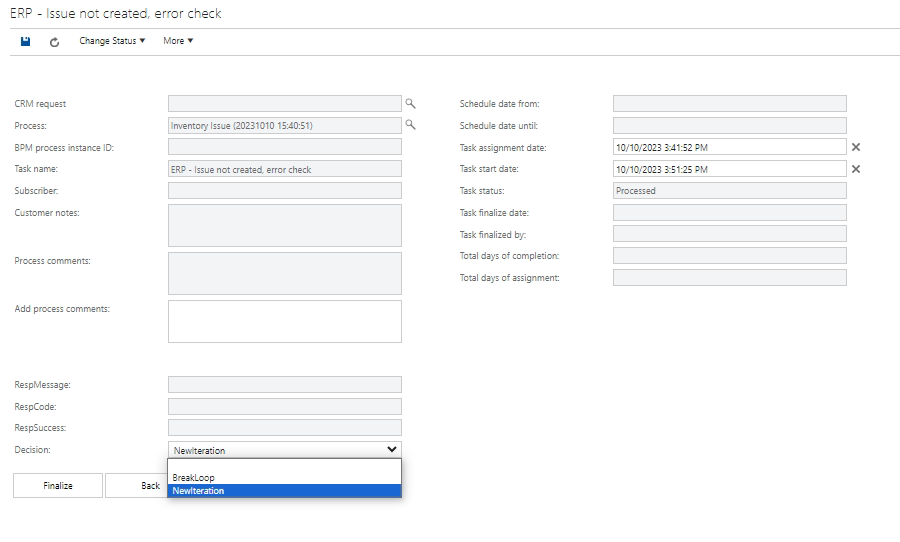 ERP - Issue not created, error check
Change Status ▼ More ▼
CRM request
Process: Inventory Issue (20231010 15:40:51)
BPM process instance ID:
Task name: ERP - Issue not created, error check
Subscriber:
Customer notes:
Process comments:
Add process comments:
Schedule date from:
Schedule date until:
Task assignment date: 10/10/2023 3:41:52 PM
Task start date: 10/10/2023 3:51:25 PM
Task status: Processed
Task finalize date:
Task finalized by:
Total days of completion:
Total days of assignment:
RespMessage:
RespCode:
RespSuccess:
Decision: NewIteration
BreakLoop
NewIteration
Finalize Back